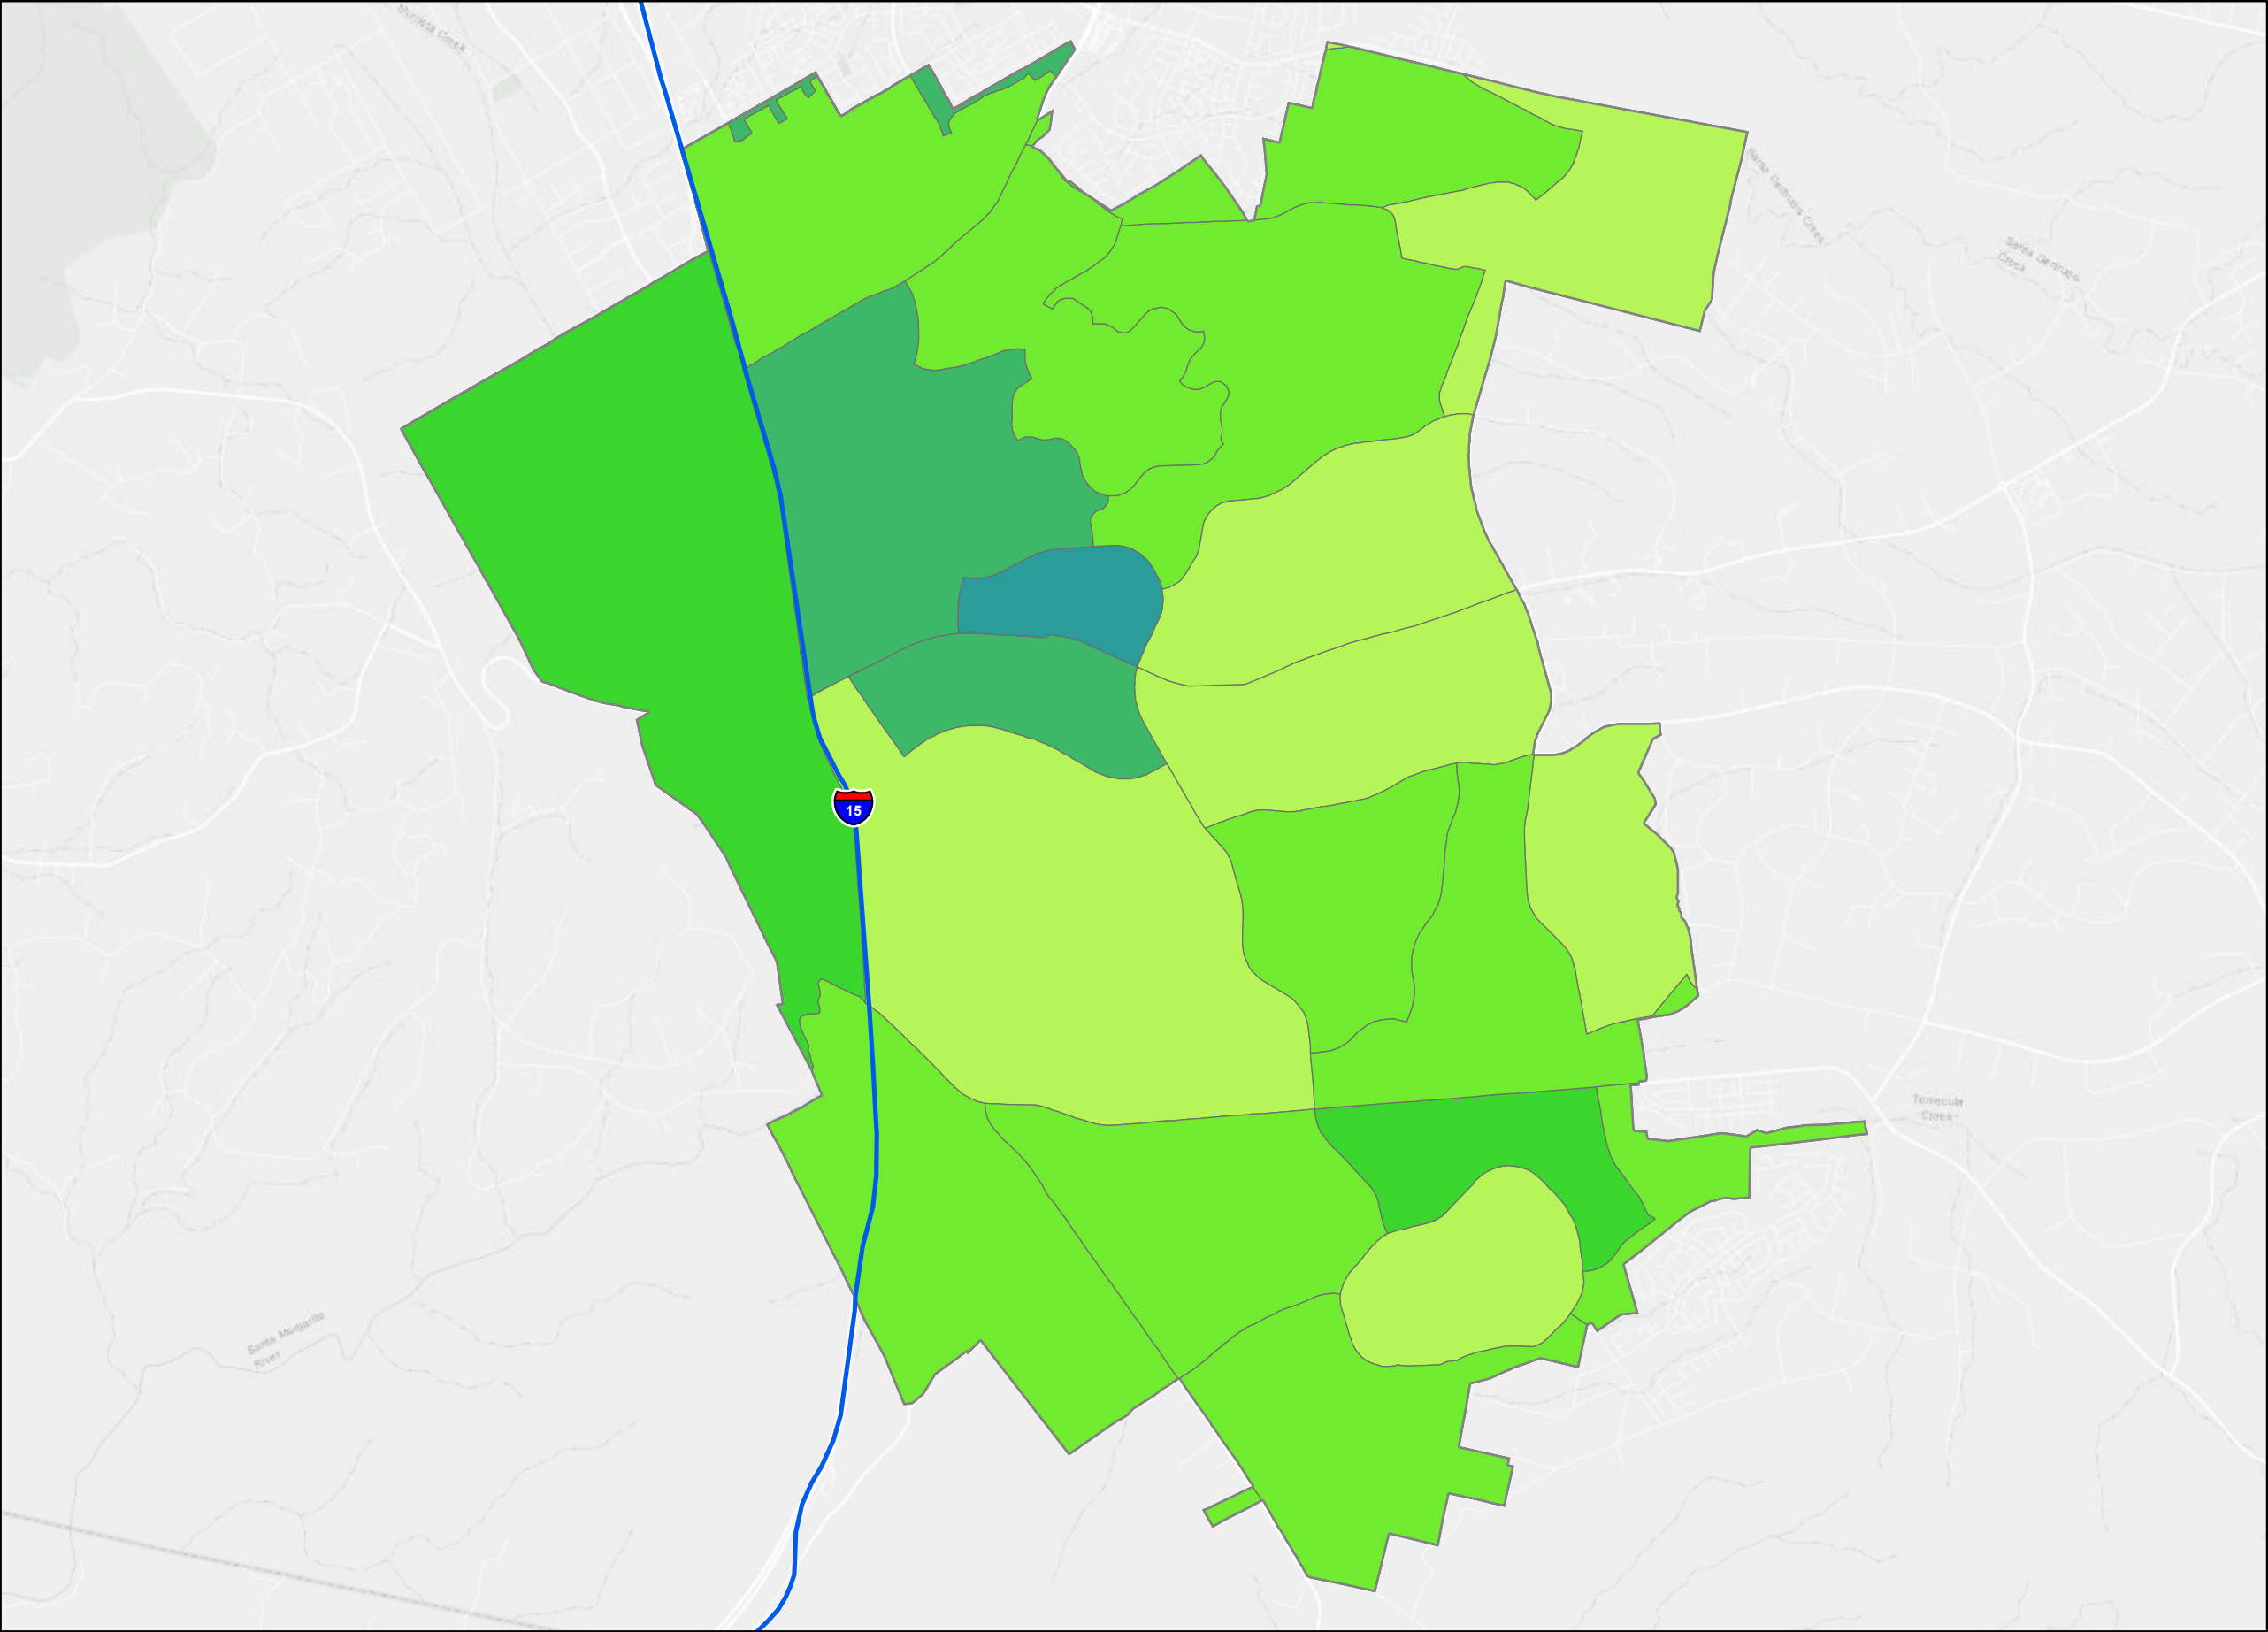 Murrieta Creek
Santa Gertrudis Creek
Santa Gertrudis
Creek
15
Temecula
Creek
Santa Margarita
River